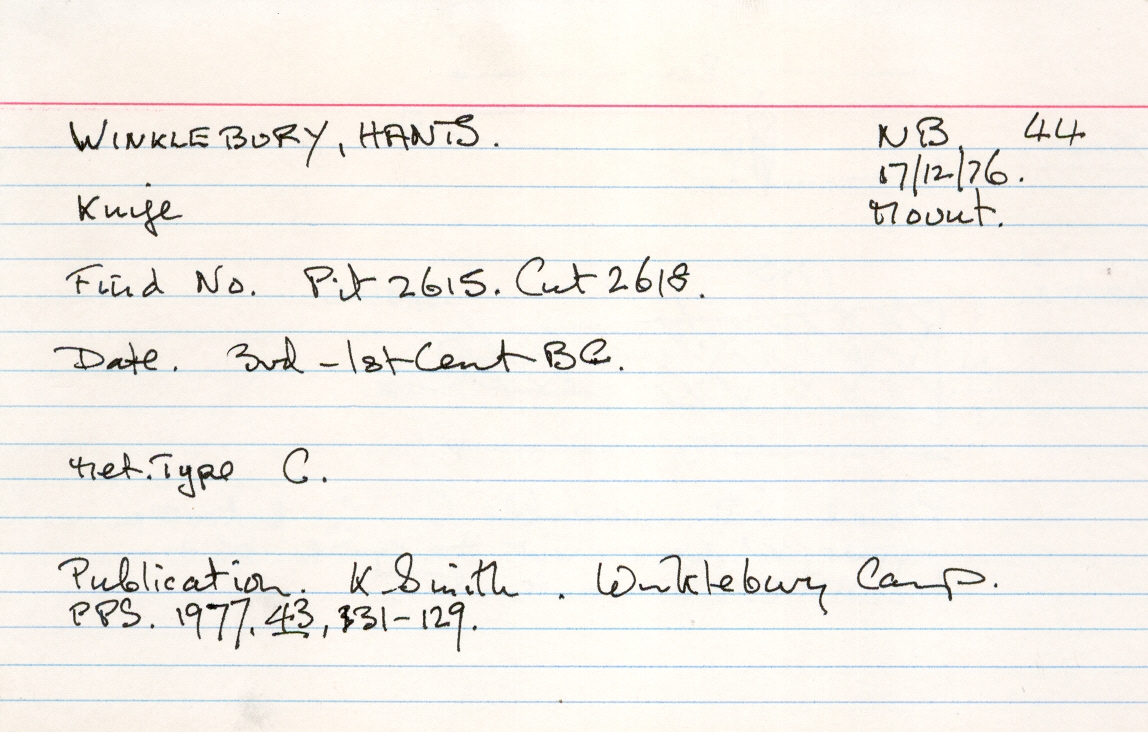 WINKLEBURY, HANTS. NB 44
17/12/76.
Knife Mount.
Find No. Pit 2615. Cut 2618.
Date. 3rd - 1st Cent BC.
Met. Type C.
Publication. K Smith. Winklebury Camp.
PPS. 1977, 43, 31-129.